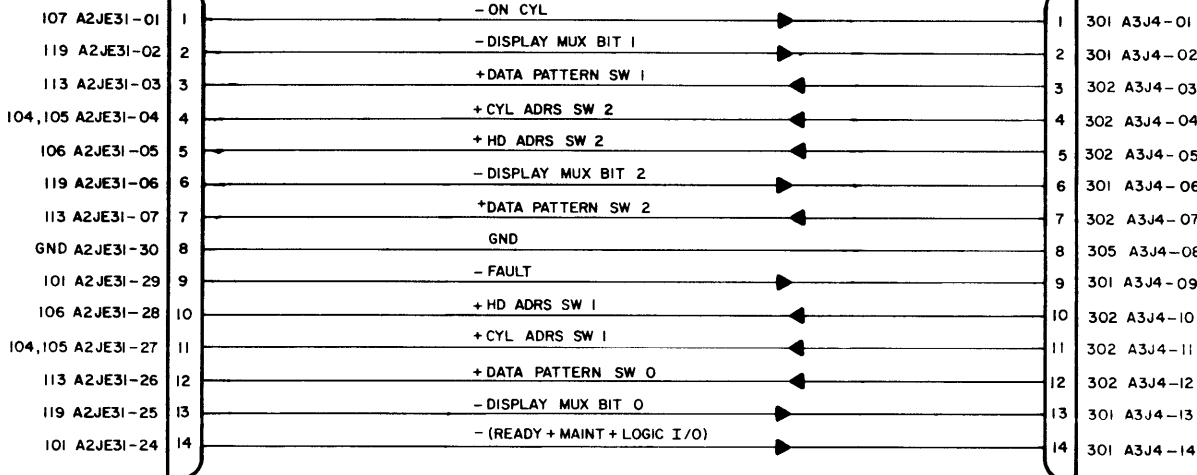 107 A2JE31-01 1 - ON CYL 1 301 A3J4-01
119 A2JE31-02 2 - DISPLAY MUX BIT 1 2 301 A3J4-02
113 A2JE31-03 3 + DATA PATTERN SW 1 3 302 A3J4-03
104,105 A2JE31-04 4 + CYL ADRS SW 2 4 302 A3J4-04
106 A2JE31-05 5 + HD ADRS SW 2 5 302 A3J4-05
119 A2JE31-06 6 - DISPLAY MUX BIT 2 6 301 A3J4-06
113 A2JE31-07 7 + DATA PATTERN SW 2 7 302 A3J4-07
GND A2JE31-30 8 GND 8 305 A3J4-08
101 A2JE31-29 9 - FAULT 9 301 A3J4-09
106 A2JE31-28 10 + HD ADRS SW 1 10 302 A3J4-10
104,105 A2JE31-27 11 + CYL ADRS SW 1 11 302 A3J4-11
113 A2JE31-26 12 + DATA PATTERN SW 0 12 302 A3J4-12
119 A2JE31-25 13 - DISPLAY MUX BIT 0 13 301 A3J4-13
101 A2JE31-24 14 - (READY + MAINT + LOGIC I/O) 14 301 A3J4-14